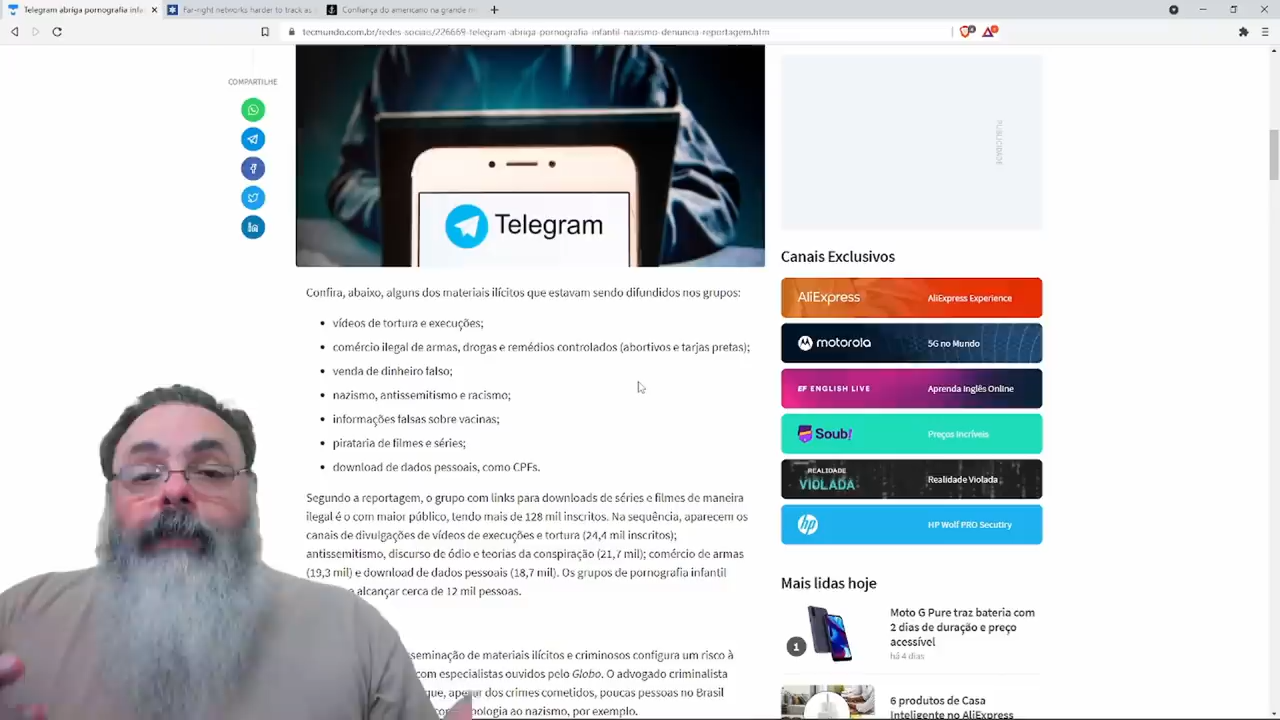 Telegram abriga pornografia infa
Far-right networks harder to track as
Confiança do americano na grande m
tecmundo.com.br/redes-sociais/226669-telegram-abriga-pornografia-infantil-nazismo-denuncia-reportagem.htm
COMPARTILHE
Telegram
Confira, abaixo, alguns dos materiais ilícitos que estavam sendo difundidos nos grupos:
• vídeos de tortura e execuções;
• comércio ilegal de armas, drogas e remédios controlados (abortivos e tarjas pretas);
• venda de dinheiro falso;
• nazismo, antissemitismo e racismo;
• informações falsas sobre vacinas;
• pirataria de filmes e séries;
• download de dados pessoais, como CPFs.
Segundo a reportagem, o grupo com links para downloads de séries e filmes de maneira
ilegal é o com maior público, tendo mais de 128 mil inscritos. Na sequência, aparecem os
canais de divulgações de vídeos de execuções e tortura (24,4 mil inscritos);
antissemitismo, discurso de ódio e teorias da conspiração (21,7 mil); comércio de armas
(19,3 mil) e download de dados pessoais (18,7 mil). Os grupos de pornografia infantil
alcançar cerca de 12 mil pessoas.
seminação de materiais ilícitos e criminosos configura um risco à
com especialistas ouvidos pelo Globo. O advogado criminalista
que, apesar dos crimes cometidos, poucas pessoas no Brasil
ologia ao nazismo, por exemplo.
PUBLICIDADE
Canais Exclusivos
AliExpress AliExpress Experience
motorola 5G no Mundo
EF ENGLISH LIVE Aprenda Inglês Online
Soub! Preços Incríveis
REALIDADE
VIOLADA Realidade Violada
hp HP Wolf PRO Secutiry
Mais lidas hoje
1
Moto G Pure traz bateria com
2 dias de duração e preço
acessível
há 4 dias
6 produtos de Casa
Inteligente no AliExpress